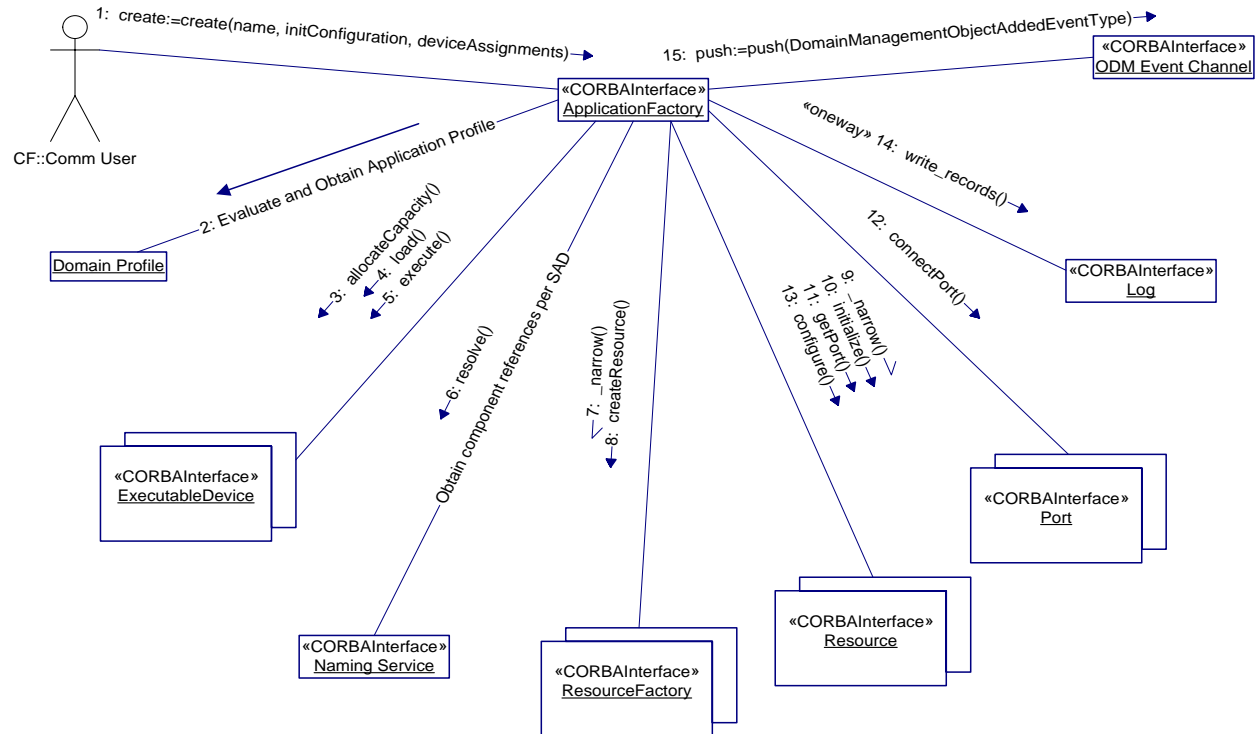 1: create:=create(name, initConfiguration, deviceAssignments)
15: push:=push(DomainManagementObjectAddedEventType)
«CORBAInterface»
ODM Event Channel
«CORBAInterface»
ApplicationFactory
CF::Comm User
2: Evaluate and Obtain Application Profile
«oneway» 14: write_records()
Domain Profile
3: allocateCapacity()
4: load()
5: execute()
12: connectPort()
«CORBAInterface»
Log
6: resolve()
Obtain component references per SAD
7: _narrow()
8: createResource()
9: _narrow()
10: initialize()
11: getPort()
13: configure()
«CORBAInterface»
ExecutableDevice
«CORBAInterface»
Port
«CORBAInterface»
Naming Service
«CORBAInterface»
ResourceFactory
«CORBAInterface»
Resource